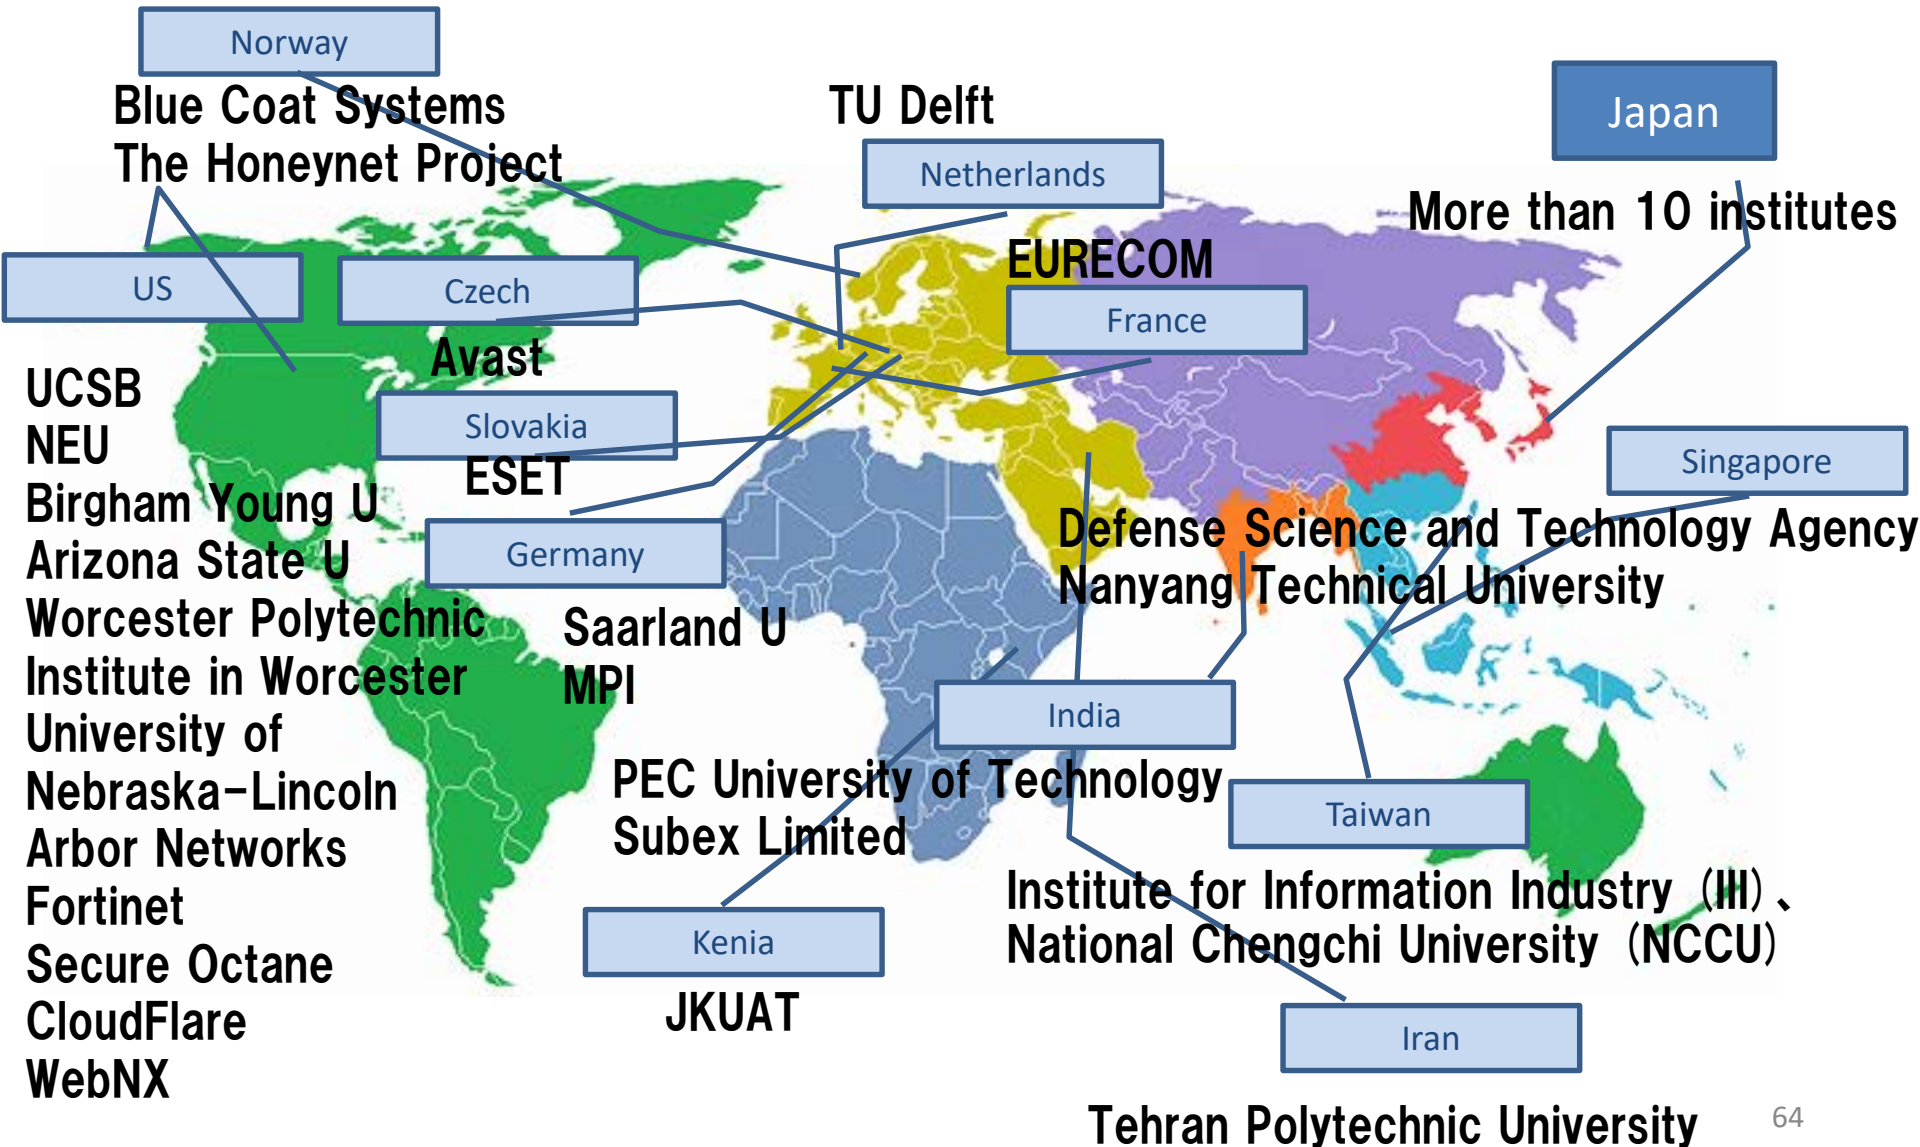 Norway
Blue Coat Systems
The Honeynet Project
TU Delft
Netherlands
Japan
More than 10 institutes
EURECOM
France
US
Czech
Avast
UCSB
NEU
Birgham Young U
Arizona State U
Worcester Polytechnic
Institute in Worcester
University of
Nebraska-Lincoln
Arbor Networks
Fortinet
Secure Octane
CloudFlare
WebNX
Slovakia
ESET
Germany
Saarland U
MPI
Singapore
Defense Science and Technology Agency
Nanyang Technical University
India
PEC University of Technology
Subex Limited
Taiwan
Institute for Information Industry (III)、
National Chengchi University (NCCU)
Kenia
JKUAT
Iran
Tehran Polytechnic University
64